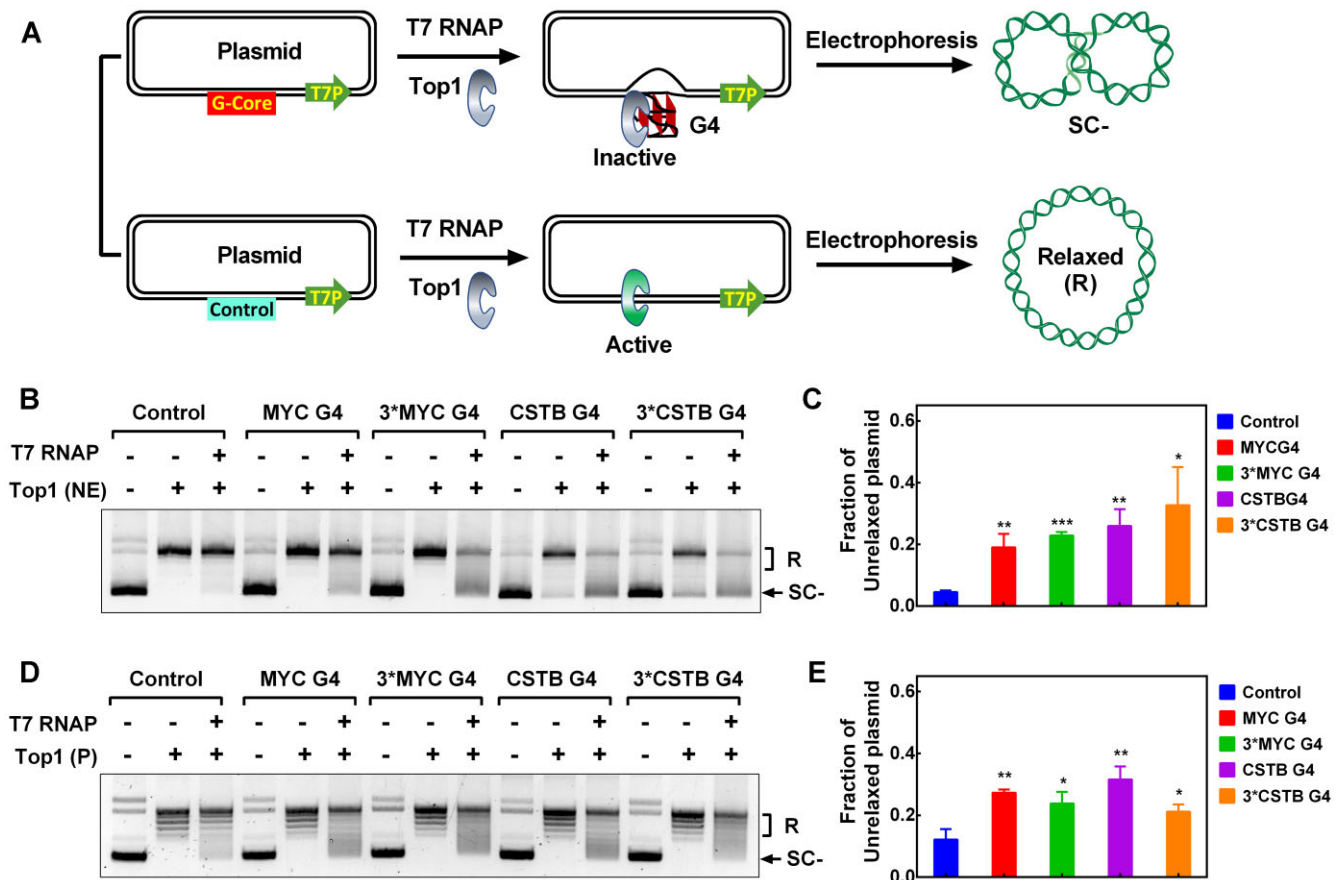 A
Plasmid
T7P
G-Core
T7 RNAP
Top1
T7P
G4
Inactive
Electrophoresis
SC-
Plasmid
T7P
Control
T7 RNAP
Top1
T7P
Active
Electrophoresis
Relaxed
(R)
B
Control MYC G4 3*MYC G4 CSTB G4 3*CSTB G4
T7 RNAP - - + - - + - - + - - + - - +
Top1 (NE) - + + - + + - + + - + + - + +
R
SC-
C
Fraction of
Unrelaxed plasmid
0.6
0.4
0.2
0.0
** *** ** *
Control
MYCG4
3*MYC G4
CSTBG4
3*CSTB G4
D
Control MYC G4 3*MYC G4 CSTB G4 3*CSTB G4
T7 RNAP - - + - - + - - + - - + - - +
Top1 (P) - + + - + + - + + - + + - + +
R
SC-
E
Fraction of
Unrelaxed plasmid
0.6
0.4
0.2
0.0
** * ** *
Control
MYC G4
3*MYC G4
CSTB G4
3*CSTB G4